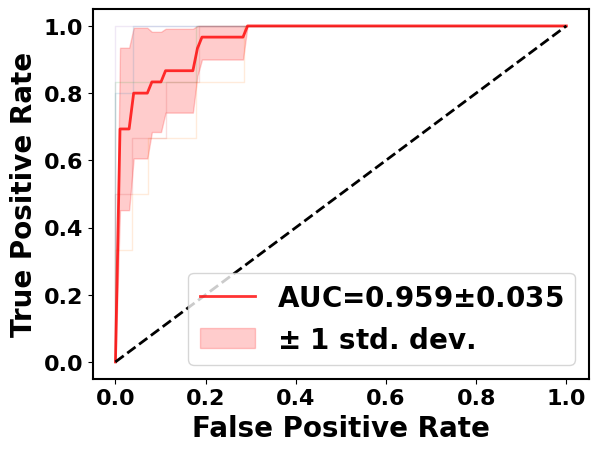 True Positive Rate
1.0
0.8
0.6
0.4
0.2
0.0
AUC=0.959±0.035
± 1 std. dev.
0.0 0.2 0.4 0.6 0.8 1.0
False Positive Rate